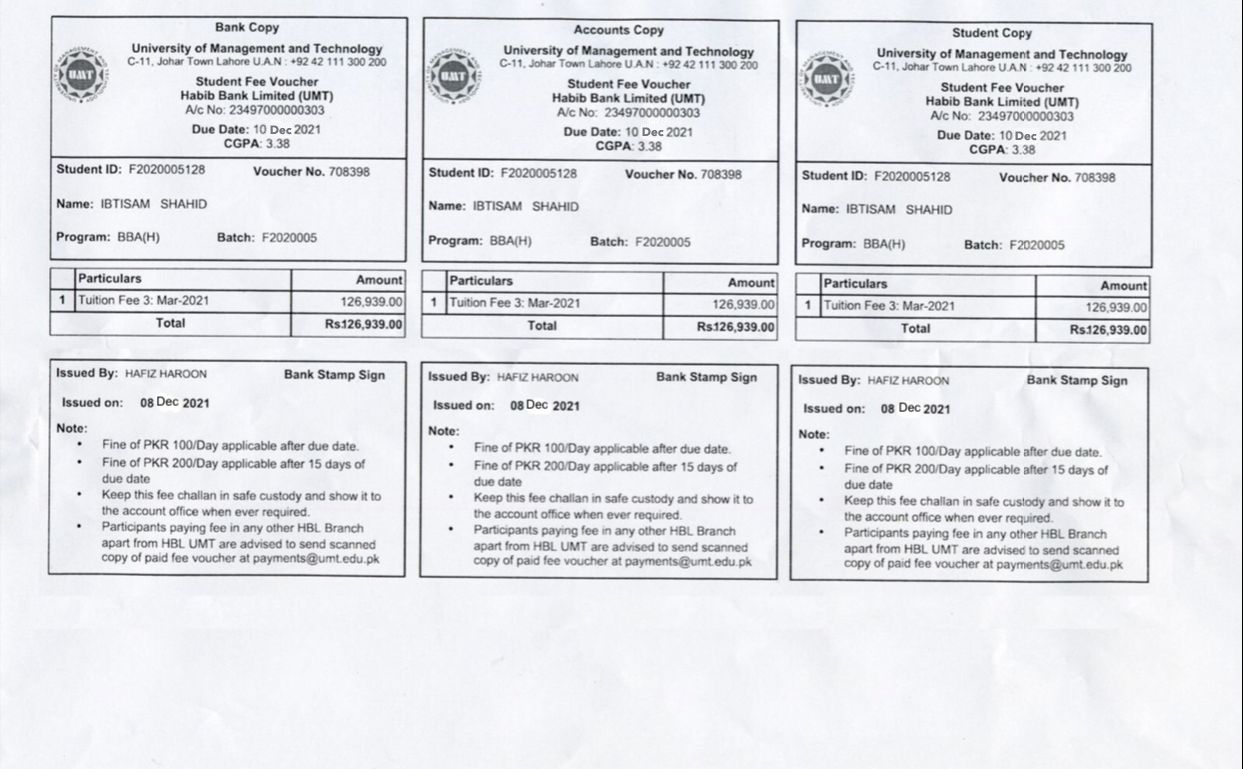 Bank Copy
University of Management and Technology
C-11, Johar Town Lahore U.A.N : +92 42 111 300 200
UMT
Student Fee Voucher
Habib Bank Limited (UMT)
A/c No: 23497000000303
Due Date: 10 Dec 2021
CGPA: 3.38
Student ID: F2020005128 Voucher No. 708398
Name: IBTISAM SHAHID
Program: BBA(H) Batch: F2020005
Particulars Amount
1 Tuition Fee 3: Mar-2021 126,939.00
Total Rs.126,939.00
Issued By: HAFIZ HAROON Bank Stamp Sign
Issued on: 08 Dec 2021
Note:
• Fine of PKR 100/Day applicable after due date.
• Fine of PKR 200/Day applicable after 15 days of
due date
• Keep this fee challan in safe custody and show it to
the account office when ever required.
• Participants paying fee in any other HBL Branch
apart from HBL UMT are advised to send scanned
copy of paid fee voucher at payments@umt.edu.pk
Accounts Copy
University of Management and Technology
C-11, Johar Town Lahore U.A.N : +92 42 111 300 200
UMT
Student Fee Voucher
Habib Bank Limited (UMT)
A/c No: 23497000000303
Due Date: 10 Dec 2021
CGPA: 3.38
Student ID: F2020005128 Voucher No. 708398
Name: IBTISAM SHAHID
Program: BBA(H) Batch: F2020005
Particulars Amount
1 Tuition Fee 3: Mar-2021 126,939.00
Total Rs.126,939.00
Issued By: HAFIZ HAROON Bank Stamp Sign
Issued on: 08 Dec 2021
Note:
• Fine of PKR 100/Day applicable after due date.
• Fine of PKR 200/Day applicable after 15 days of
due date
• Keep this fee challan in safe custody and show it to
the account office when ever required.
• Participants paying fee in any other HBL Branch
apart from HBL UMT are advised to send scanned
copy of paid fee voucher at payments@umt.edu.pk
Student Copy
University of Management and Technology
C-11, Johar Town Lahore U.A.N : +92 42 111 300 200
UMT
Student Fee Voucher
Habib Bank Limited (UMT)
A/c No: 23497000000303
Due Date: 10 Dec 2021
CGPA: 3.38
Student ID: F2020005128 Voucher No. 708398
Name: IBTISAM SHAHID
Program: BBA(H) Batch: F2020005
Particulars Amount
1 Tuition Fee 3: Mar-2021 126,939.00
Total Rs.126,939.00
Issued By: HAFIZ HAROON Bank Stamp Sign
Issued on: 08 Dec 2021
Note:
• Fine of PKR 100/Day applicable after due date.
• Fine of PKR 200/Day applicable after 15 days of
due date
• Keep this fee challan in safe custody and show it to
the account office when ever required.
• Participants paying fee in any other HBL Branch
apart from HBL UMT are advised to send scanned
copy of paid fee voucher at payments@umt.edu.pk